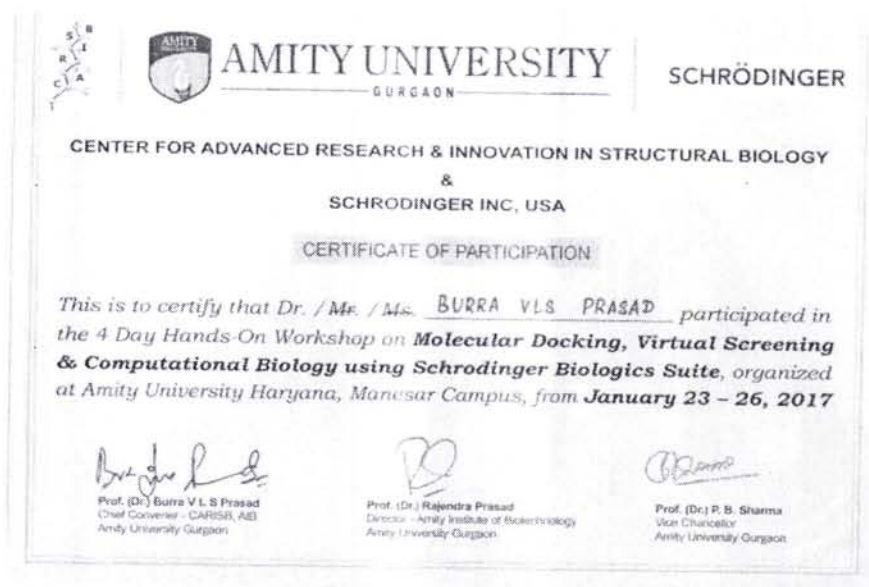 S B
R I
C A
AMITY
AMITY UNIVERSITY
GURGAON
SCHRÖDINGER
CENTER FOR ADVANCED RESEARCH & INNOVATION IN STRUCTURAL BIOLOGY
&
SCHRODINGER INC, USA
CERTIFICATE OF PARTICIPATION
This is to certify that Dr. / Mr. / Ms. BURRA VLS PRASAD participated in
the 4 Day Hands-On Workshop on Molecular Docking, Virtual Screening
& Computational Biology using Schrodinger Biologics Suite, organized
at Amity University Haryana, Manesar Campus, from January 23 – 26, 2017
Prof. (Dr.) Burra V L S Prasad
Chief Convener - CARISB, AIB
Amity University Gurgaon
Prof. (Dr.) Rajendra Prasad
Director - Amity Institute of Biotechnology
Amity University Gurgaon
Prof. (Dr.) P. B. Sharma
Vice Chancellor
Amity University Gurgaon